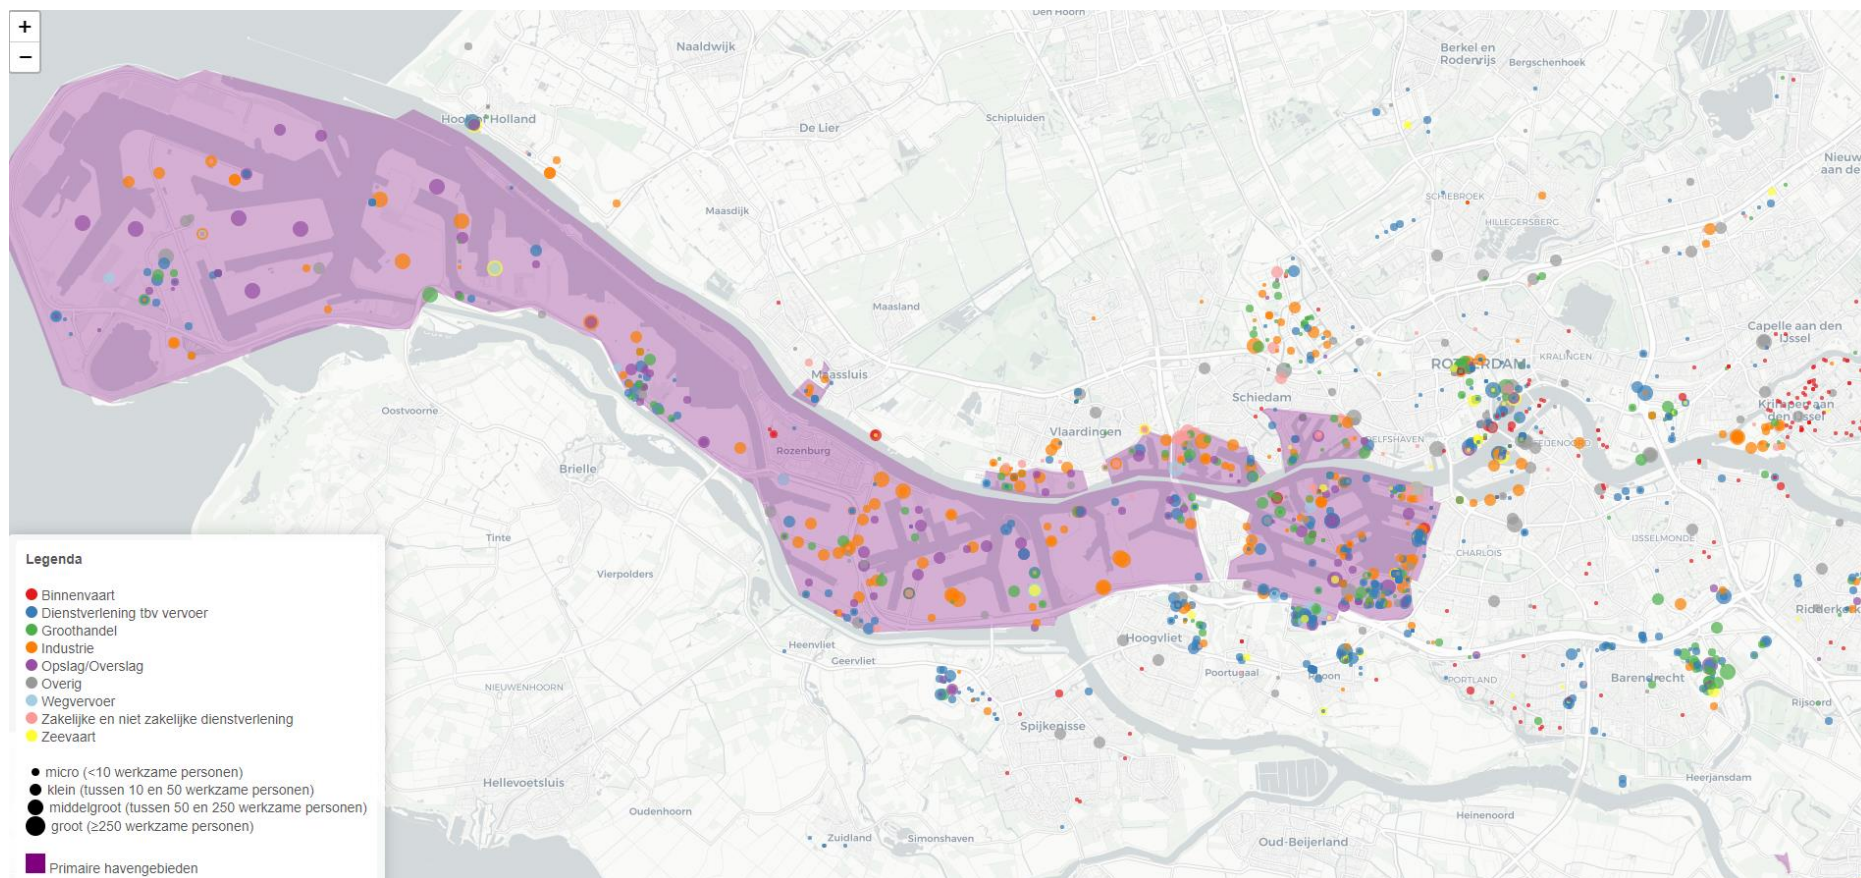 +
−
Den Hoorn
Naaldwijk
Berkel en
Rodenrijs
Bergschenhoek
Hoek of Holland
De Lier
Schipluiden
Nieuw
aan de
Maasdijk
SCHIEBROEK
HILLEGERSBERG
Maasland
Capelle aan den
IJssel
ROTTERDAM
KRALINGEN
Maassluis
Oostvoorne
Schiedam
Krimpen aan
den IJssel
Vlaardingen
DELFSHAVEN
FEIJENOORD
Rozenburg
Brielle
Tinte
IJSSELMONDE
CHARLOIS
Vierpolders
Ridderkerk
Heenvliet
Hoogvliet
Geervliet
Poortugaal
Rhoon
PORTLAND
Barendrecht
NIEUWENHOORN
Rijsoord
Spijkenisse
Hellevoetsluis
Heerjansdam
Oudenhoorn
Heinenoord
Zuidland
Simonshaven
Oud-Beijerland
Legenda
Binnenvaart
Dienstverlening tbv vervoer
Groothandel
Industrie
Opslag/Overslag
Overig
Wegvervoer
Zakelijke en niet zakelijke dienstverlening
Zeevaart
micro (<10 werkzame personen)
klein (tussen 10 en 50 werkzame personen)
middelgroot (tussen 50 en 250 werkzame personen)
groot (≥250 werkzame personen)
Primaire havengebieden